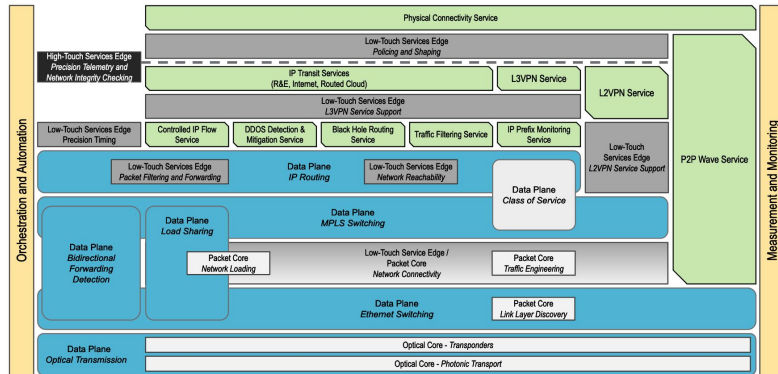 Physical Connectivity Service
Low-Touch Services Edge
Policing and Shaping
High-Touch Services Edge
Precision Telemetry and
Network Integrity Checking
IP Transit Services
(R&E, Internet, Routed Cloud)
L3VPN Service
L2VPN Service
Low-Touch Services Edge
L3VPN Service Support
Low-Touch Services Edge
Precision Timing
Controlled IP Flow
Service
DDOS Detection &
Mitigation Service
Black Hole Routing
Service
Traffic Filtering Service
IP Prefix Monitoring
Service
Low-Touch
Services Edge
L2VPN Service Support
P2P Wave Service
Orchestration and Automation
Measurement and Monitoring
Low-Touch Services Edge
Packet Filtering and Forwarding
Data Plane
IP Routing
Low-Touch Services Edge
Network Reachability
Data Plane
Class of Service
Data Plane
MPLS Switching
Data Plane
Load Sharing
Data Plane
Bidirectional
Forwarding
Detection
Packet Core
Network Loading
Low-Touch Service Edge /
Packet Core
Network Connectivity
Packet Core
Traffic Engineering
Data Plane
Ethernet Switching
Packet Core
Link Layer Discovery
Data Plane
Optical Transmission
Optical Core - Transponders
Optical Core - Photonic Transport